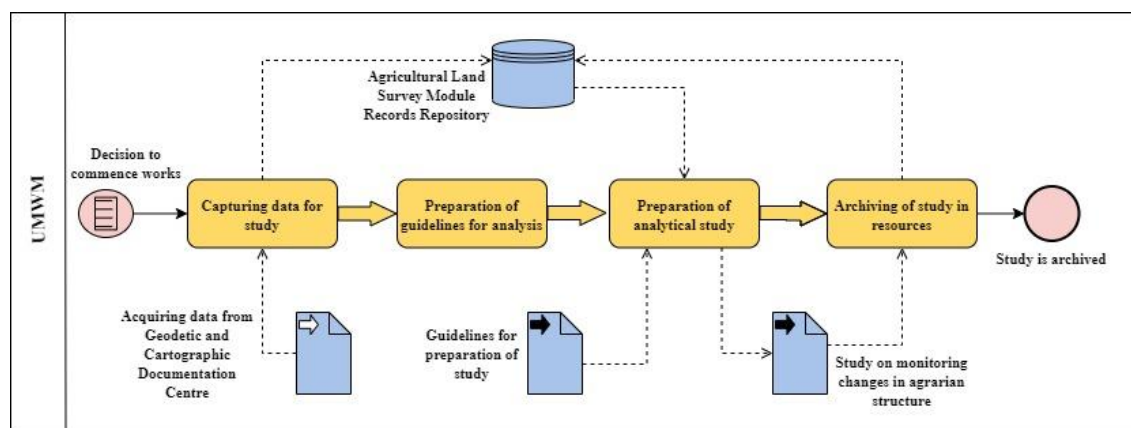 UMWM
Agricultural Land
Survey Module
Records Repository
Decision to
commence works
Capturing data for
study
Preparation of
guidelines for analysis
Preparation of
analytical study
Archiving of study in
resources
Study is archived
Acquiring data from
Geodetic and
Cartographic
Documentation
Centre
Guidelines for
preparation of
study
Study on monitoring
changes in agrarian
structure